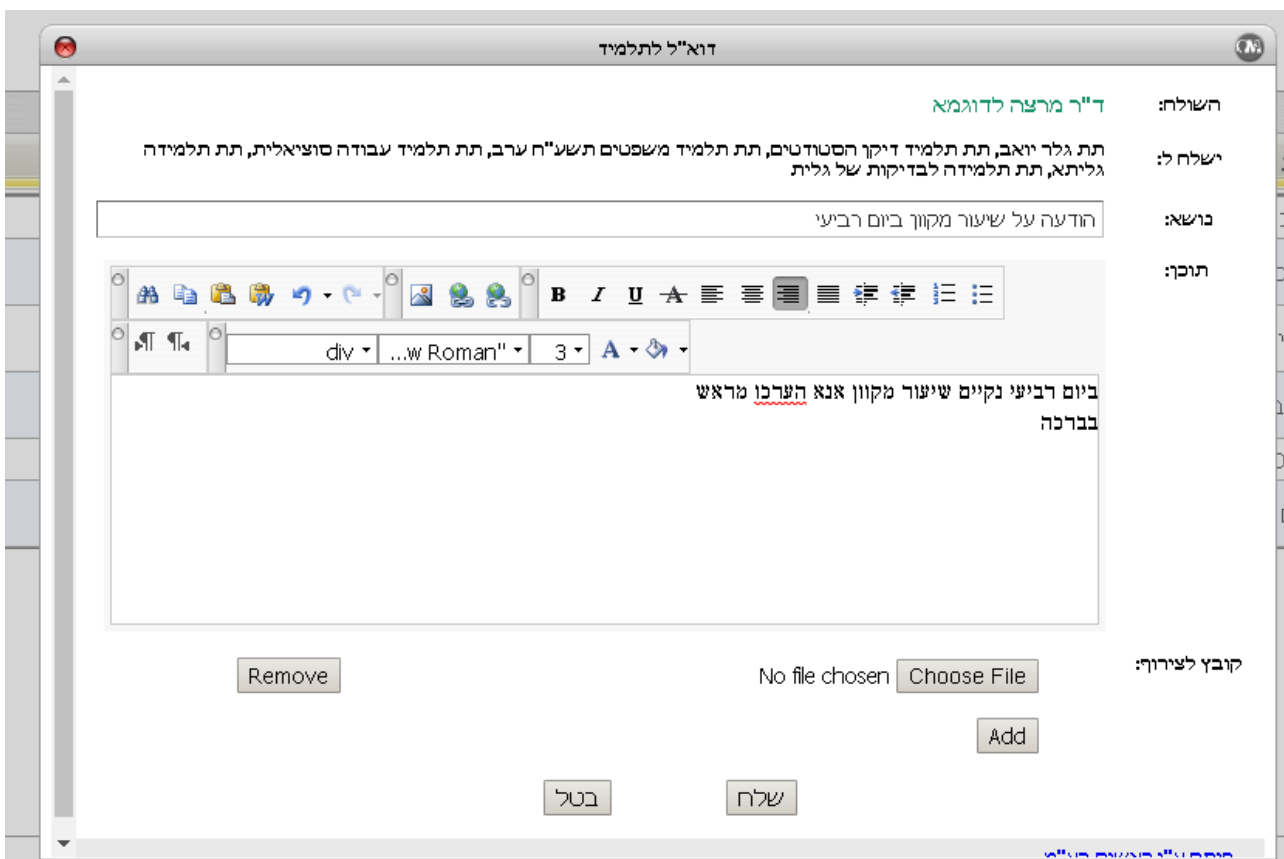 דוא"ל לתלמיד
השולח: ד"ר מרצה לדוגמא
ישלח ל: תת גלר יואב, תת תלמיד דיקן הסטודטים, תת תלמיד משפטים תשע"ח ערב, תת תלמיד עבודה סוציאלית, תת תלמידה
גליתא, תת תלמידה לבדיקות של גלית
נושא: הודעה על שיעור מקוון ביום רביעי
תוכן:
B I U A
div ...w Roman" 3 A
ביום רביעי נקיים שיעור מקוון אנא הערכו מראש
בברכה
קובץ לצירוף: Choose File No file chosen Remove
Add
שלח בטל